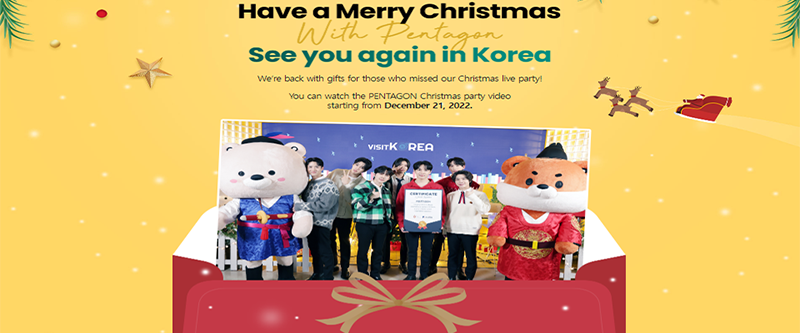 Have a Merry Christmas
With Pentagon
See you again in Korea
We're back with gifts for those who missed our Christmas live party!
You can watch the PENTAGON Christmas party video
starting from December 21, 2022.
VISITKOREA
CERTIFICATE